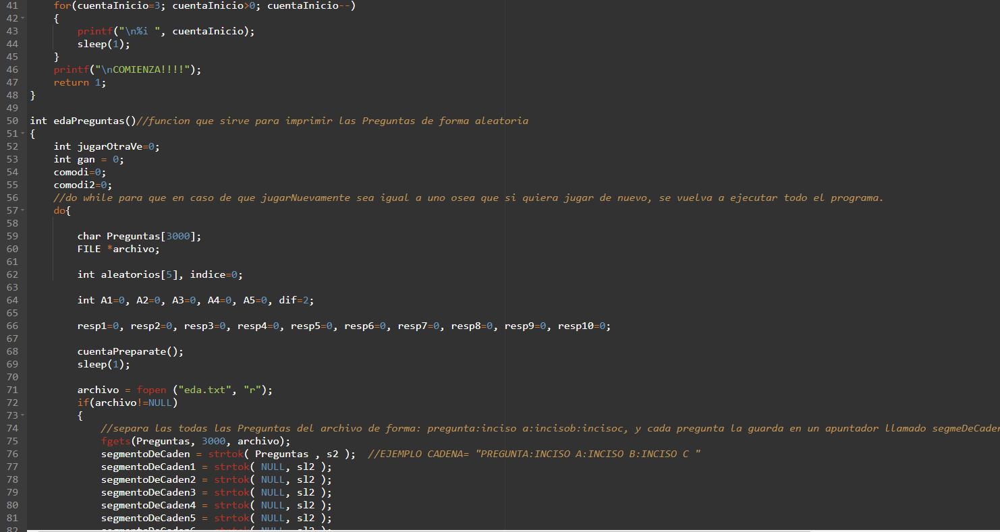 41 for(cuentaInicio=3; cuentaInicio>0; cuentaInicio--)
42 {
43 printf("\n%i ", cuentaInicio);
44 sleep(1);
45 }
46 printf("\nCOMIENZA!!!!");
47 return 1;
48 }
49
50 int edaPreguntas()//funcion que sirve para imprimir las Preguntas de forma aleatoria
51 {
52 int jugarOtraVe=0;
53 int gan = 0;
54 comodi=0;
55 comodi2=0;
56 //do while para que en caso de que jugarNuevamente sea igual a uno osea que si quiera jugar de nuevo, se vuelva a ejecutar todo el programa.
57 do{
58
59 char Preguntas[3000];
60 FILE *archivo;
61
62 int aleatorios[5], indice=0;
63
64 int A1=0, A2=0, A3=0, A4=0, A5=0, dif=2;
65
66 resp1=0, resp2=0, resp3=0, resp4=0, resp5=0, resp6=0, resp7=0, resp8=0, resp9=0, resp10=0;
67
68 cuentaPreparate();
69 sleep(1);
70
71 archivo = fopen ("eda.txt", "r");
72 if(archivo!=NULL)
73 {
74 //separa las todas las Preguntas del archivo de forma: pregunta:inciso a:incisob:incisoc, y cada pregunta la guarda en un apuntador llamado segmeDeCaden
75 fgets(Preguntas, 3000, archivo);
76 segmentoDeCaden = strtok( Preguntas , s2 ); //EJEMPLO CADENA= "PREGUNTA:INCISO A:INCISO B:INCISO C "
77 segmentoDeCaden1 = strtok( NULL, sl2 );
78 segmentoDeCaden2 = strtok( NULL, sl2 );
79 segmentoDeCaden3 = strtok( NULL, sl2 );
80 segmentoDeCaden4 = strtok( NULL, sl2 );
81 segmentoDeCaden5 = strtok( NULL, sl2 );